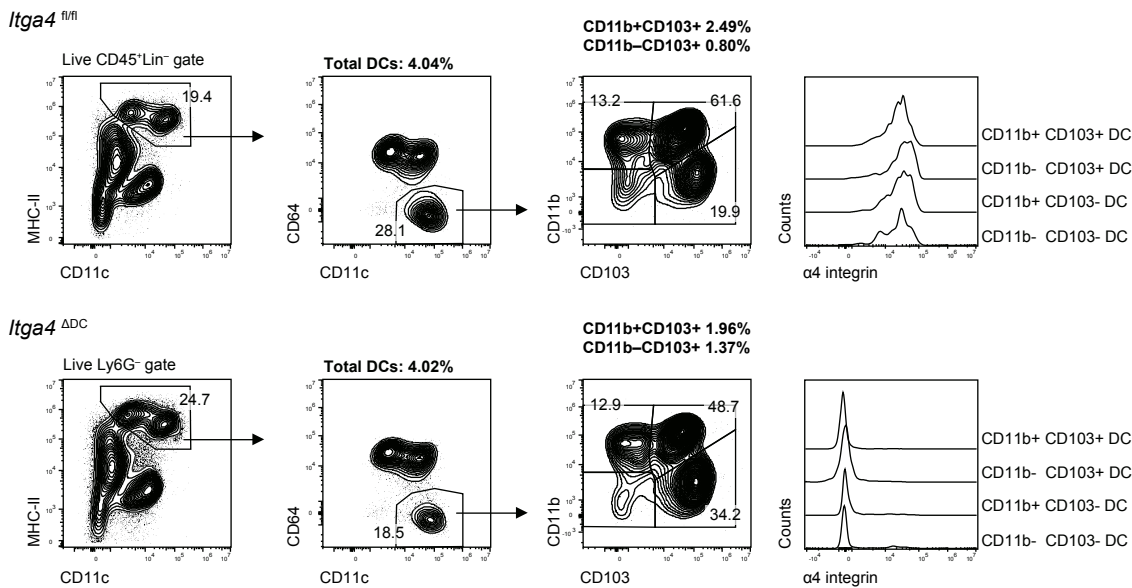 Itga4 fl/fl
CD11b+CD103+ 2.49%
CD11b–CD103+ 0.80%
Live CD45+Lin– gate
Total DCs: 4.04%
19.4
28.1
13.2
61.6
19.9
MHC-II
CD11c
CD64
CD11c
CD11b
CD103
Counts
α4 integrin
CD11b+ CD103+ DC
CD11b- CD103+ DC
CD11b+ CD103- DC
CD11b- CD103- DC
Itga4 ΔDC
CD11b+CD103+ 1.96%
CD11b–CD103+ 1.37%
Live Ly6G– gate
Total DCs: 4.02%
24.7
18.5
12.9
48.7
34.2
MHC-II
CD11c
CD64
CD11c
CD11b
CD103
Counts
α4 integrin
CD11b+ CD103+ DC
CD11b- CD103+ DC
CD11b+ CD103- DC
CD11b- CD103- DC